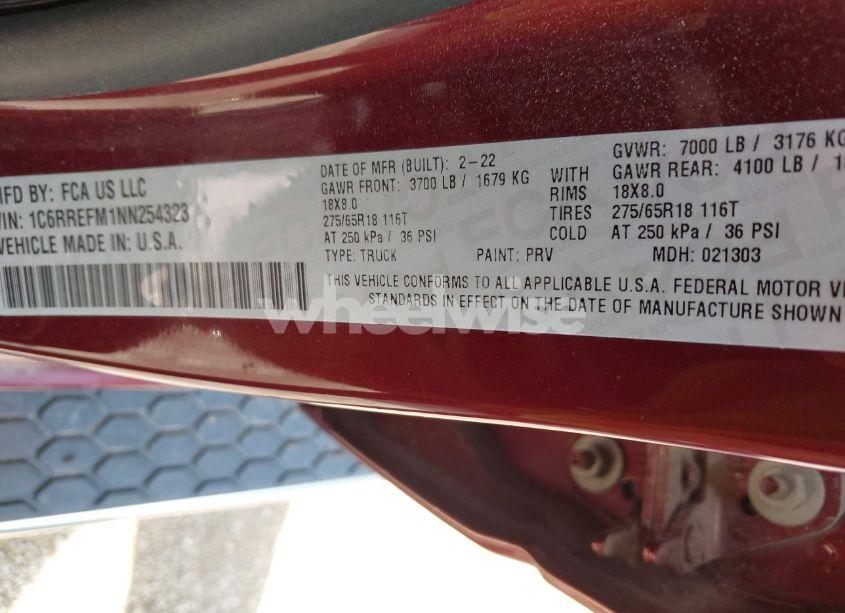 MFD BY: FCA US LLC
VIN: 1C6RREFM1NN254323
VEHICLE MADE IN: U.S.A.
DATE OF MFR (BUILT): 2-22
GAWR FRONT: 3700 LB / 1679 KG
18X8.0
275/65R18 116T
AT 250 kPa / 36 PSI
TYPE: TRUCK PAINT: PRV MDH: 021303
WITH
RIMS
TIRES
COLD
GVWR: 7000 LB / 3176 KG
GAWR REAR: 4100 LB /
18X8.0
275/65R18 116T
AT 250 kPa / 36 PSI
THIS VEHICLE CONFORMS TO ALL APPLICABLE U.S.A. FEDERAL MOTOR
STANDARDS IN EFFECT ON THE DATE OF MANUFACTURE SHOWN
wheelwise